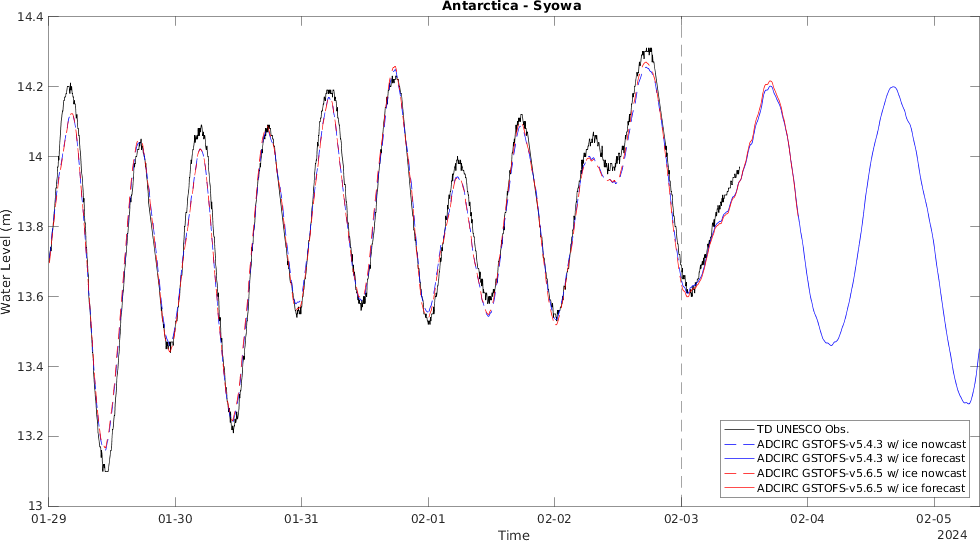 Antarctica - Syowa
14.4
14.2
14
13.8
13.6
13.4
13.2
13
Water Level (m)
TD UNESCO Obs.
ADCIRC GSTOFS-v5.4.3 w/ ice nowcast
ADCIRC GSTOFS-v5.4.3 w/ ice forecast
ADCIRC GSTOFS-v5.6.5 w/ ice nowcast
ADCIRC GSTOFS-v5.6.5 w/ ice forecast
01-29 01-30 01-31 02-01 02-02 02-03 02-04 02-05
Time
2024